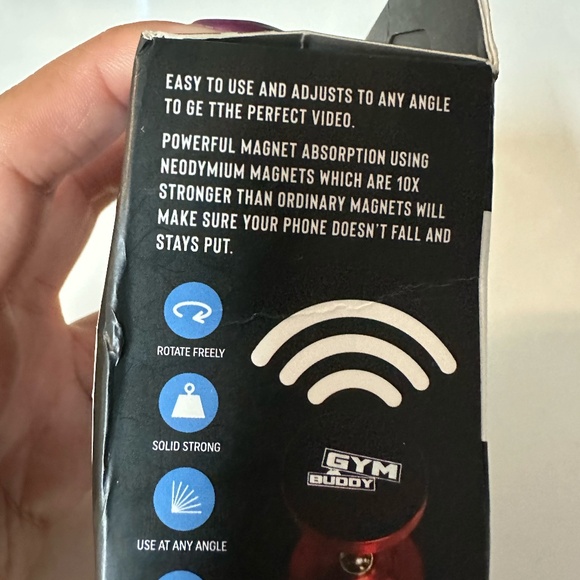 EASY TO USE AND ADJUSTS TO ANY ANGLE
TO GE TTHE PERFECT VIDEO.
POWERFUL MAGNET ABSORPTION USING
NEODYMIUM MAGNETS WHICH ARE 10X
STRONGER THAN ORDINARY MAGNETS WILL
MAKE SURE YOUR PHONE DOESN'T FALL AND
STAYS PUT.
ROTATE FREELY
SOLID STRONG
USE AT ANY ANGLE
GYM
BUDDY